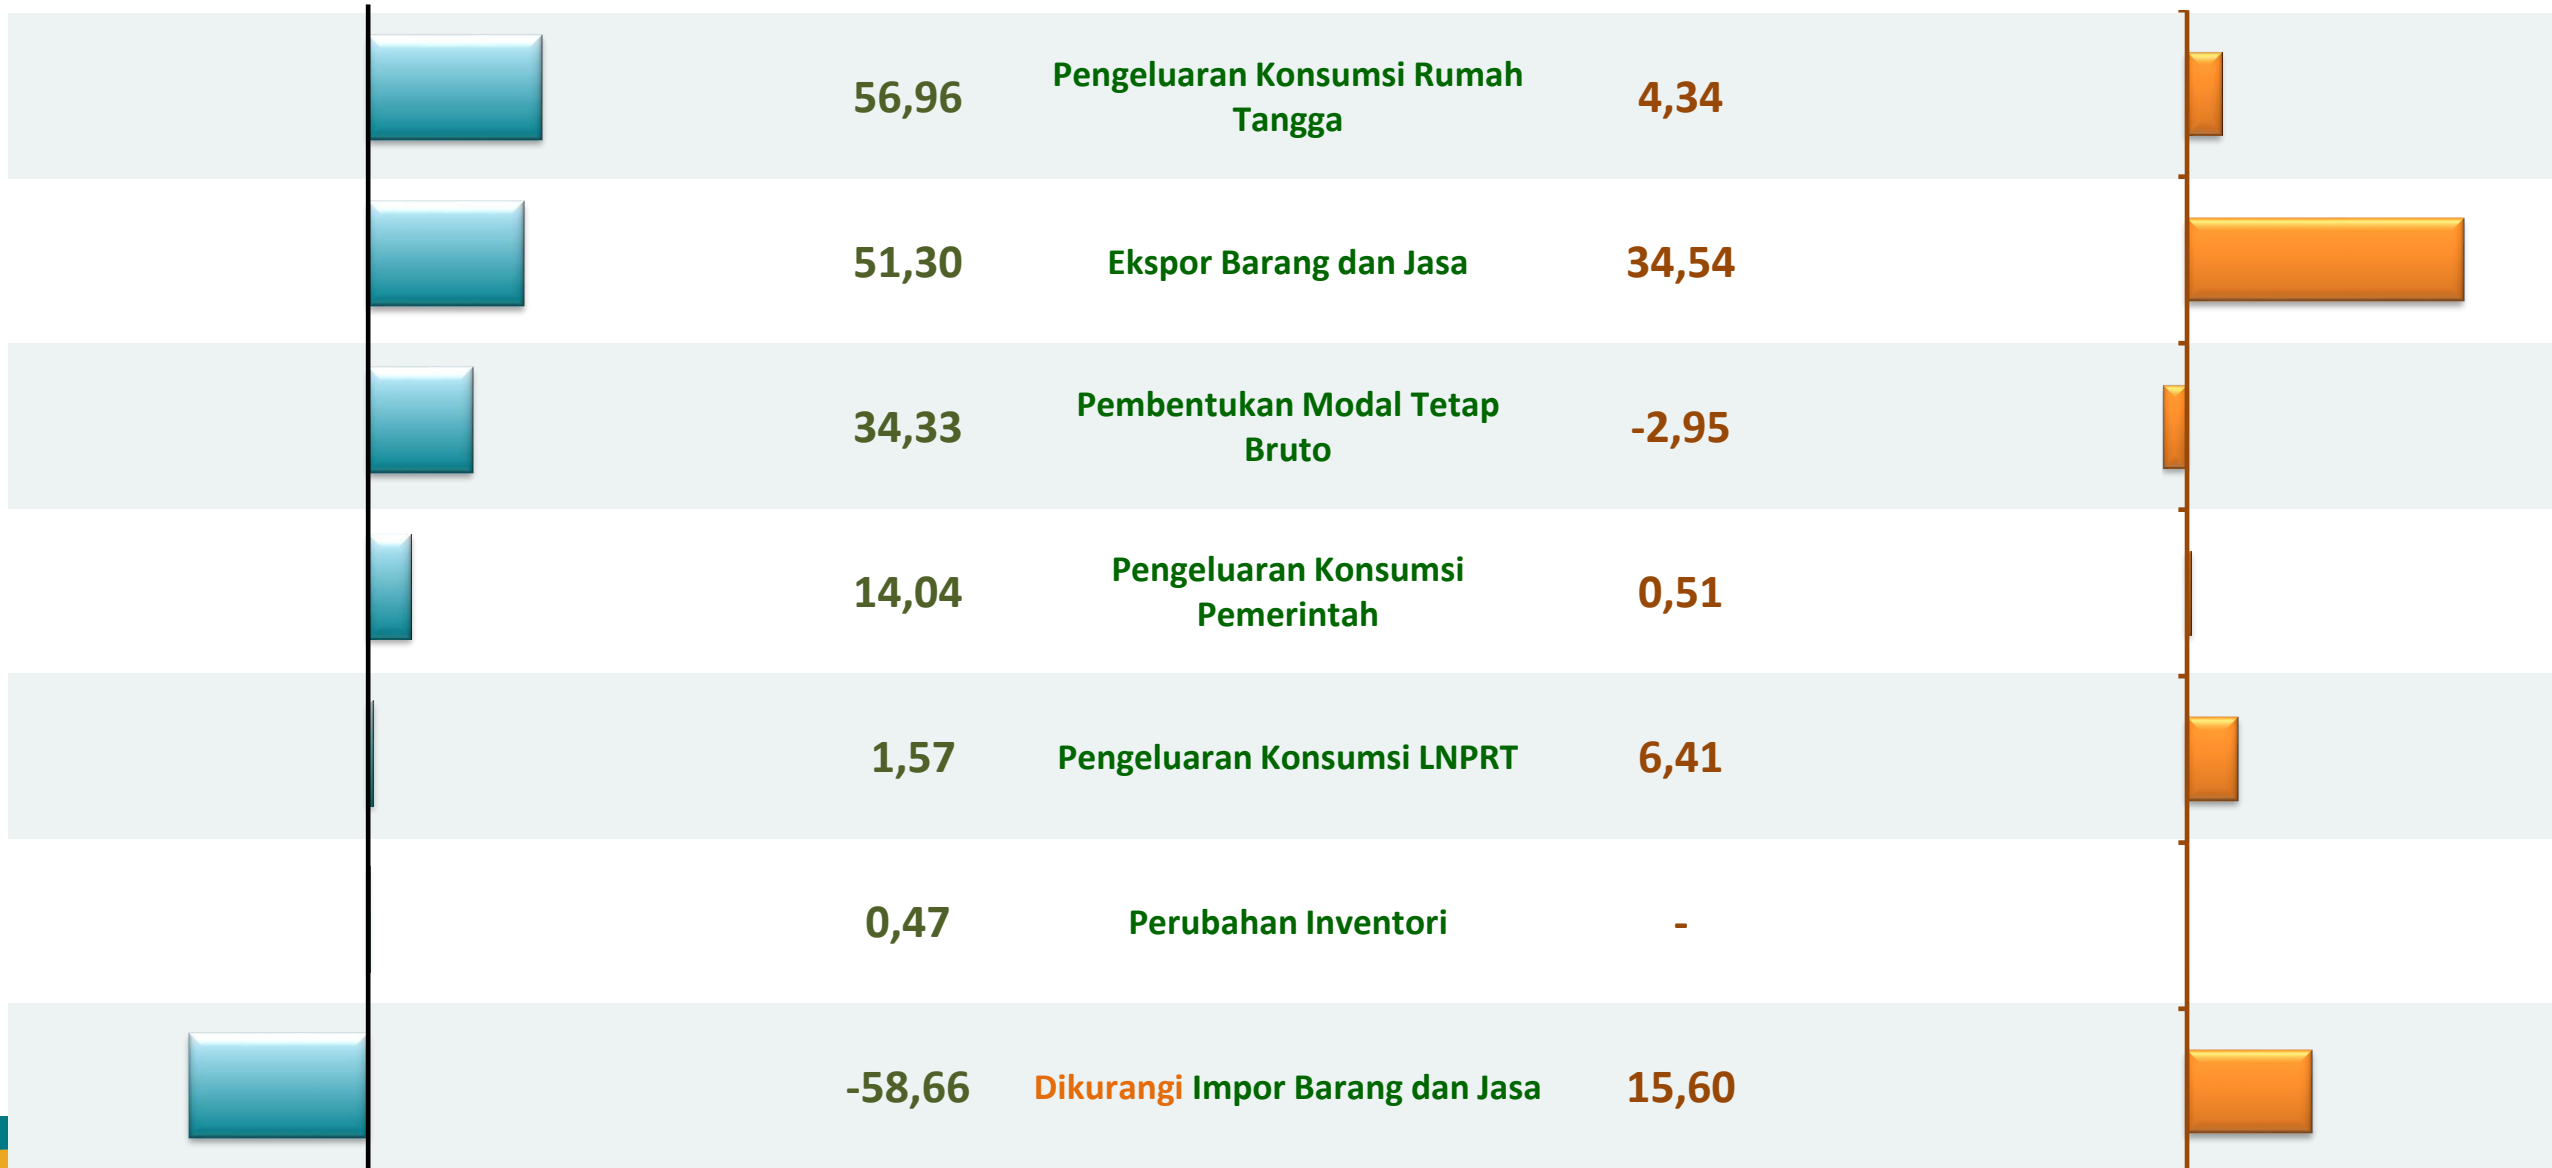 56,96
Pengeluaran Konsumsi Rumah
Tangga
4,34
51,30
Ekspor Barang dan Jasa
34,54
34,33
Pembentukan Modal Tetap
Bruto
-2,95
14,04
Pengeluaran Konsumsi
Pemerintah
0,51
1,57
Pengeluaran Konsumsi LNPRT
6,41
0,47
Perubahan Inventori
-
-58,66
Dikurangi Impor Barang dan Jasa
15,60